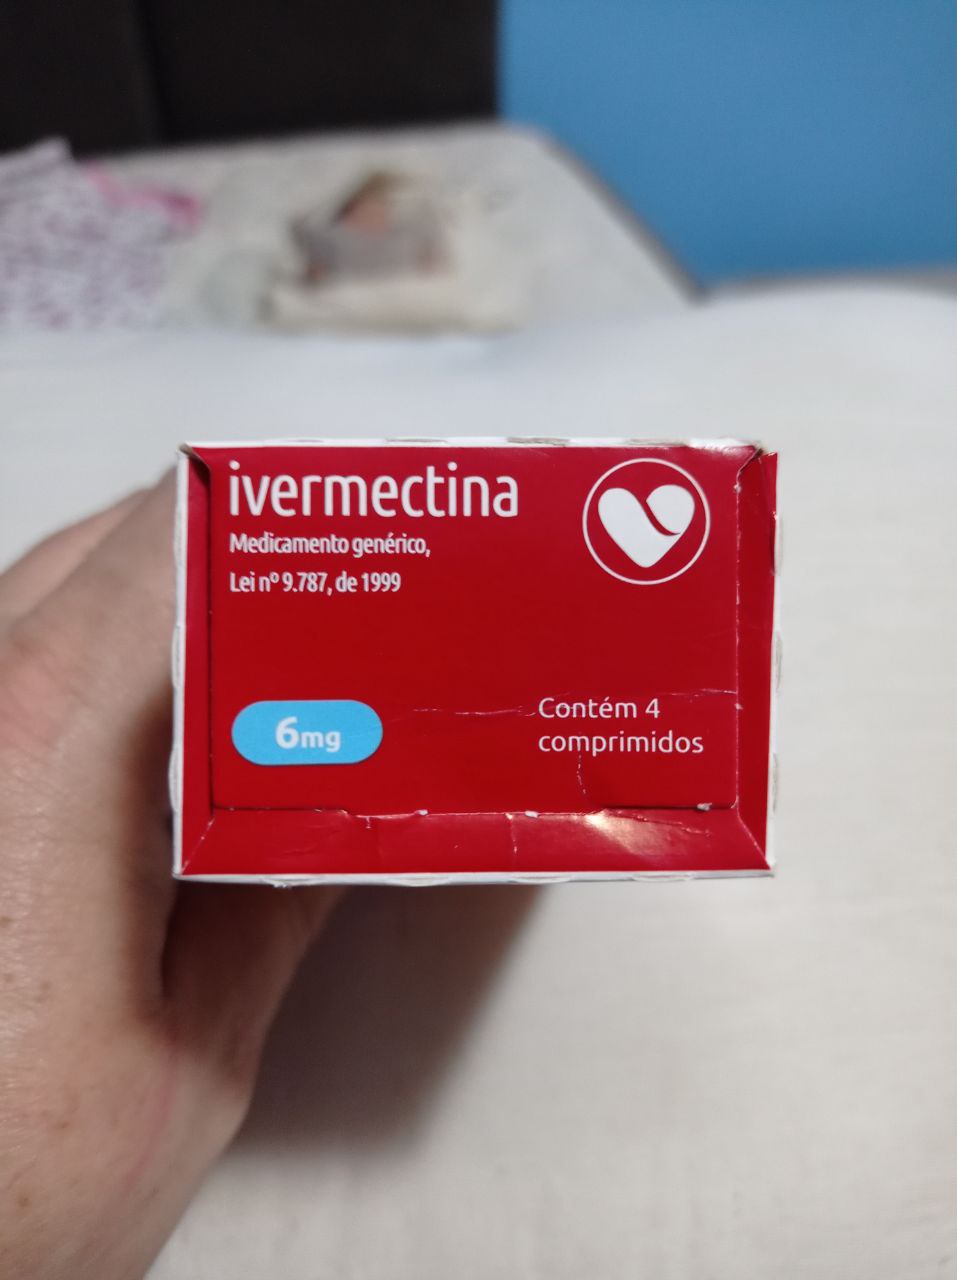 ivermectina
Medicamento genérico,
Lei nº 9.787, de 1999
6mg
Contém 4
comprimidos